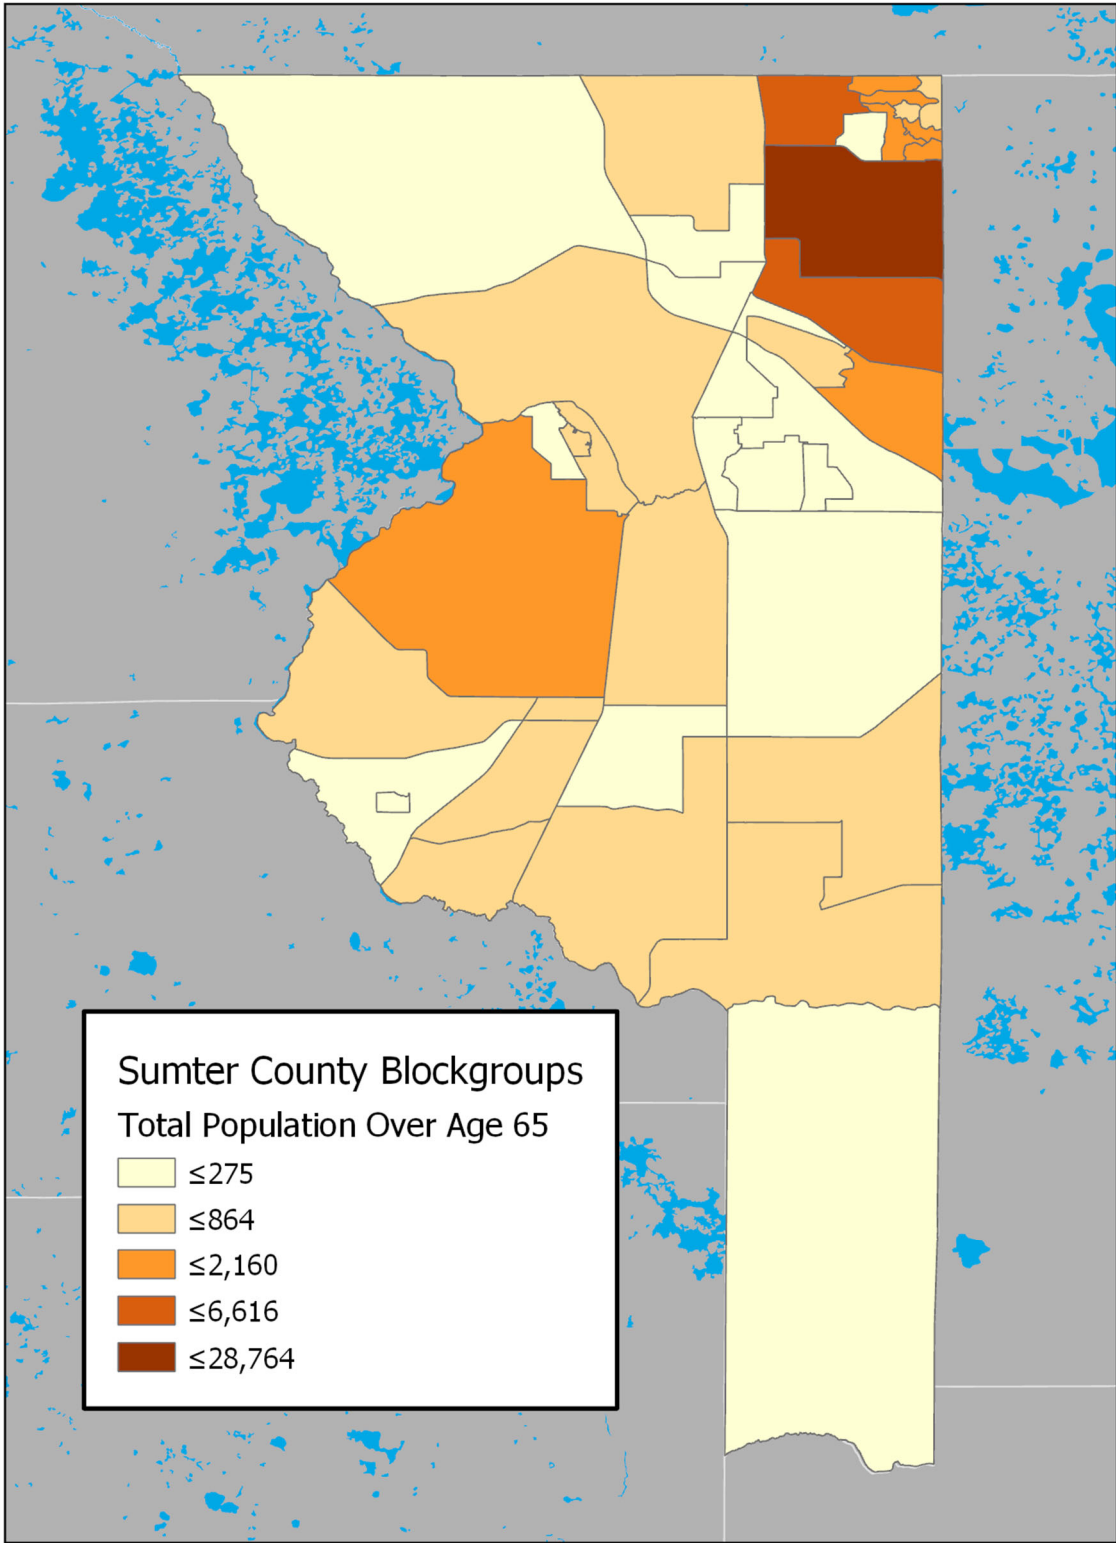 Sumter County Blockgroups
Total Population Over Age 65
≤275
≤864
≤2,160
≤6,616
≤28,764